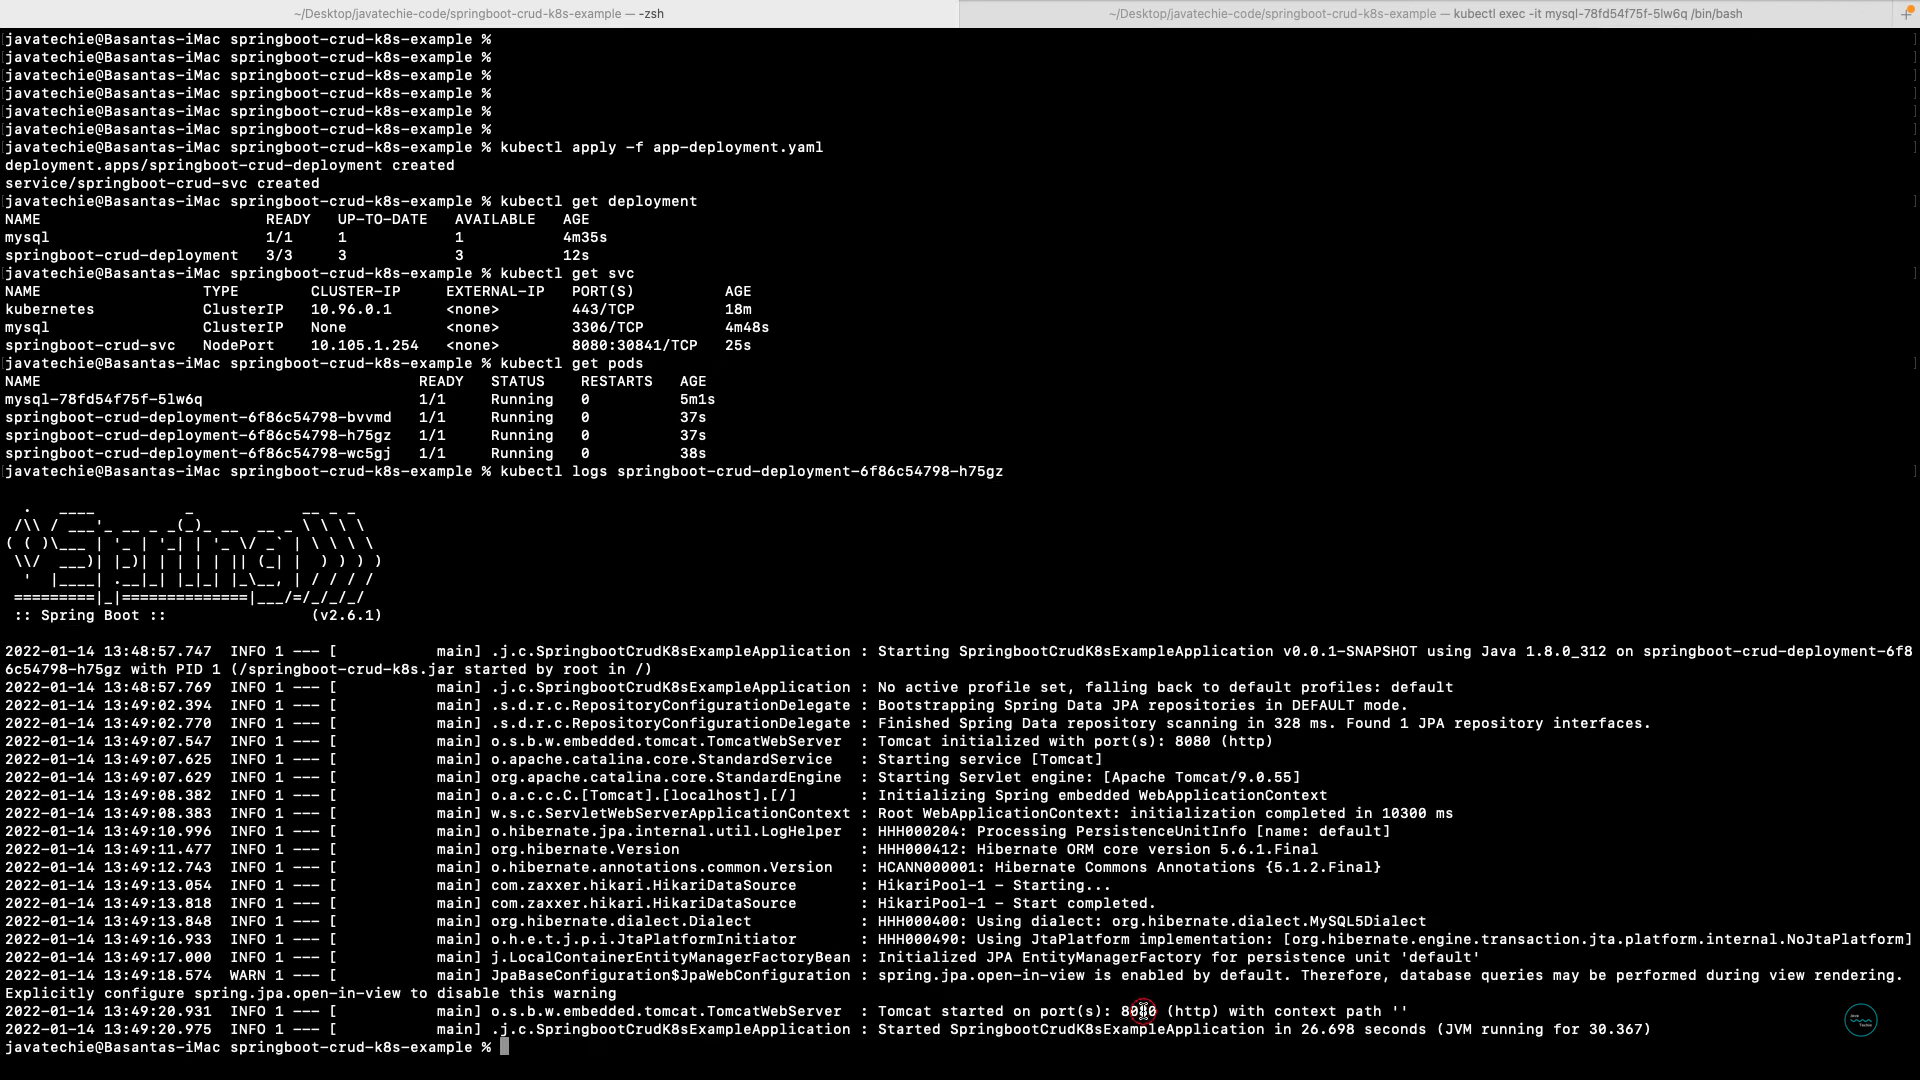 ~/Desktop/javatechie-code/springboot-crud-k8s-example — -zsh
~/Desktop/javatechie-code/springboot-crud-k8s-example — kubectl exec -it mysql-78fd54f75f-5lw6q /bin/bash
javatechie@Basantas-iMac springboot-crud-k8s-example %
javatechie@Basantas-iMac springboot-crud-k8s-example %
javatechie@Basantas-iMac springboot-crud-k8s-example %
javatechie@Basantas-iMac springboot-crud-k8s-example %
javatechie@Basantas-iMac springboot-crud-k8s-example %
javatechie@Basantas-iMac springboot-crud-k8s-example %
javatechie@Basantas-iMac springboot-crud-k8s-example % kubectl apply -f app-deployment.yaml
deployment.apps/springboot-crud-deployment created
service/springboot-crud-svc created
javatechie@Basantas-iMac springboot-crud-k8s-example % kubectl get deployment
NAME                         READY   UP-TO-DATE   AVAILABLE   AGE
mysql                        1/1     1            1           4m35s
springboot-crud-deployment   3/3     3            3           12s
javatechie@Basantas-iMac springboot-crud-k8s-example % kubectl get svc
NAME                  TYPE        CLUSTER-IP     EXTERNAL-IP   PORT(S)          AGE
kubernetes            ClusterIP   10.96.0.1      <none>        443/TCP          18m
mysql                 ClusterIP   None           <none>        3306/TCP         4m48s
springboot-crud-svc   NodePort    10.105.1.254   <none>        8080:30841/TCP   25s
javatechie@Basantas-iMac springboot-crud-k8s-example % kubectl get pods
NAME                                          READY   STATUS    RESTARTS   AGE
mysql-78fd54f75f-5lw6q                        1/1     Running   0          5m1s
springboot-crud-deployment-6f86c54798-bvvmd   1/1     Running   0          37s
springboot-crud-deployment-6f86c54798-h75gz   1/1     Running   0          37s
springboot-crud-deployment-6f86c54798-wc5gj   1/1     Running   0          38s
javatechie@Basantas-iMac springboot-crud-k8s-example % kubectl logs springboot-crud-deployment-6f86c54798-h75gz
Spring
:: Spring Boot ::                (v2.6.1)
2022-01-14 13:48:57.747  INFO 1 --- [           main] .j.c.SpringbootCrudK8sExampleApplication : Starting SpringbootCrudK8sExampleApplication v0.0.1-SNAPSHOT using Java 1.8.0_312 on springboot-crud-deployment-6f8
6c54798-h75gz with PID 1 (/springboot-crud-k8s.jar started by root in /)
2022-01-14 13:48:57.769  INFO 1 --- [           main] .j.c.SpringbootCrudK8sExampleApplication : No active profile set, falling back to default profiles: default
2022-01-14 13:49:02.394  INFO 1 --- [           main] .s.d.r.c.RepositoryConfigurationDelegate : Bootstrapping Spring Data JPA repositories in DEFAULT mode.
2022-01-14 13:49:02.770  INFO 1 --- [           main] .s.d.r.c.RepositoryConfigurationDelegate : Finished Spring Data repository scanning in 328 ms. Found 1 JPA repository interfaces.
2022-01-14 13:49:07.547  INFO 1 --- [           main] o.s.b.w.embedded.tomcat.TomcatWebServer  : Tomcat initialized with port(s): 8080 (http)
2022-01-14 13:49:07.625  INFO 1 --- [           main] o.apache.catalina.core.StandardService   : Starting service [Tomcat]
2022-01-14 13:49:07.629  INFO 1 --- [           main] org.apache.catalina.core.StandardEngine  : Starting Servlet engine: [Apache Tomcat/9.0.55]
2022-01-14 13:49:08.382  INFO 1 --- [           main] o.a.c.c.C.[Tomcat].[localhost].[/]       : Initializing Spring embedded WebApplicationContext
2022-01-14 13:49:08.383  INFO 1 --- [           main] w.s.c.ServletWebServerApplicationContext : Root WebApplicationContext: initialization completed in 10300 ms
2022-01-14 13:49:10.996  INFO 1 --- [           main] o.hibernate.jpa.internal.util.LogHelper  : HHH000204: Processing PersistenceUnitInfo [name: default]
2022-01-14 13:49:11.477  INFO 1 --- [           main] org.hibernate.Version                    : HHH000412: Hibernate ORM core version 5.6.1.Final
2022-01-14 13:49:12.743  INFO 1 --- [           main] o.hibernate.annotations.common.Version   : HCANN000001: Hibernate Commons Annotations {5.1.2.Final}
2022-01-14 13:49:13.054  INFO 1 --- [           main] com.zaxxer.hikari.HikariDataSource       : HikariPool-1 - Starting...
2022-01-14 13:49:13.818  INFO 1 --- [           main] com.zaxxer.hikari.HikariDataSource       : HikariPool-1 - Start completed.
2022-01-14 13:49:13.848  INFO 1 --- [           main] org.hibernate.dialect.Dialect            : HHH000400: Using dialect: org.hibernate.dialect.MySQL5Dialect
2022-01-14 13:49:16.933  INFO 1 --- [           main] o.h.e.t.j.p.i.JtaPlatformInitiator       : HHH000490: Using JtaPlatform implementation: [org.hibernate.engine.transaction.jta.platform.internal.NoJtaPlatform]
2022-01-14 13:49:17.000  INFO 1 --- [           main] j.LocalContainerEntityManagerFactoryBean : Initialized JPA EntityManagerFactory for persistence unit 'default'
2022-01-14 13:49:18.574  WARN 1 --- [           main] JpaBaseConfiguration$JpaWebConfiguration : spring.jpa.open-in-view is enabled by default. Therefore, database queries may be performed during view rendering.
Explicitly configure spring.jpa.open-in-view to disable this warning
2022-01-14 13:49:20.931  INFO 1 --- [           main] o.s.b.w.embedded.tomcat.TomcatWebServer  : Tomcat started on port(s): 8080 (http) with context path ''
2022-01-14 13:49:20.975  INFO 1 --- [           main] .j.c.SpringbootCrudK8sExampleApplication : Started SpringbootCrudK8sExampleApplication in 26.698 seconds (JVM running for 30.367)
javatechie@Basantas-iMac springboot-crud-k8s-example %
Java
Techie